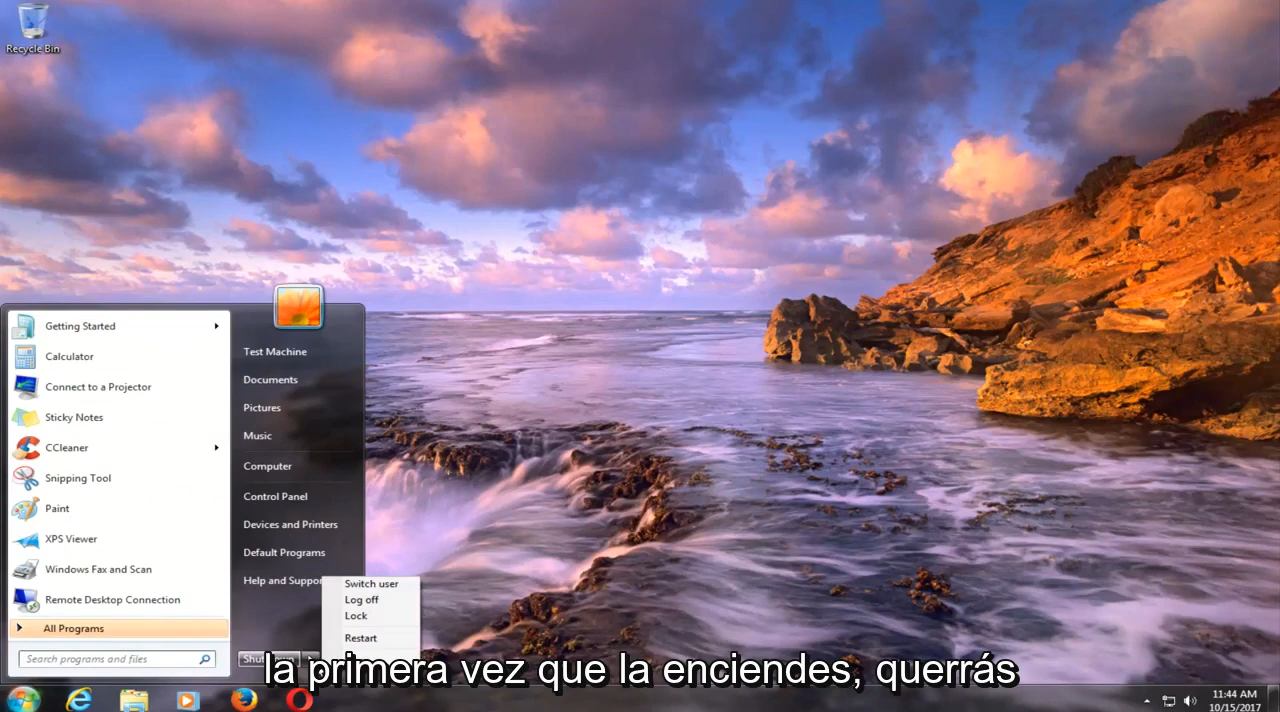 Recycle Bin
Getting Started
Calculator
Connect to a Projector
Sticky Notes
CCleaner
Snipping Tool
Paint
XPS Viewer
Windows Fax and Scan
Remote Desktop Connection
All Programs
Search programs and files
Test Machine
Documents
Pictures
Music
Computer
Control Panel
Devices and Printers
Default Programs
Help and Suppor
Switch user
Log off
Lock
Restart
la primera vez que la enciendes, querrás
11:44 AM
10/15/2017